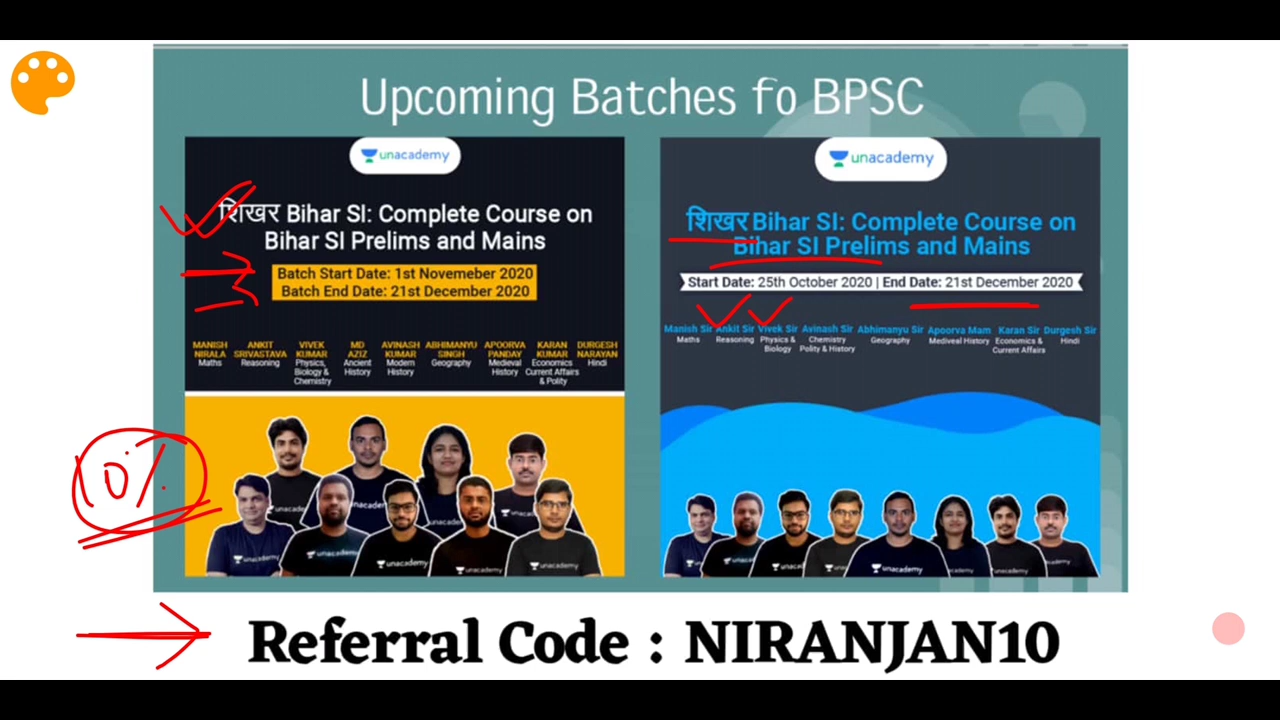 Upcoming Batches fo BPSC
unacademy
शिखर Bihar SI: Complete Course on
Bihar SI Prelims and Mains
Batch Start Date: 1st Novemeber 2020
Batch End Date: 21st December 2020
MANISH NIRALA
Maths
ANKIT SRIVASTAVA
Reasoning
VIVEK KUMAR
Physics,
Biology &
Chemistry
MD AZIZ
Ancient
History
AVINASH KUMAR
Modern
History
ABHIMANYU SINGH
Geography
APOORVA PANDAY
Medieval
History
KARAN KUMAR
Economics
Current Affairs
& Polity
DURGESH NARAYAN
Hindi
unacademy
unacademy
unacademy
unacademy
शिखर Bihar SI: Complete Course on
Bihar SI Prelims and Mains
Start Date: 25th October 2020 | End Date: 21st December 2020
Manish Sir
Maths
Ankit Sir
Reasoning
Vivek Sir
Physics &
Biology
Avinash Sir
Chemistry
Polity & History
Abhimanyu Sir
Geography
Apoorva Mam
Mediveal History
Karan Sir
Economics &
Current Affairs
Durgesh Sir
Hindi
unacademy
10%
Referral Code : NIRANJAN10